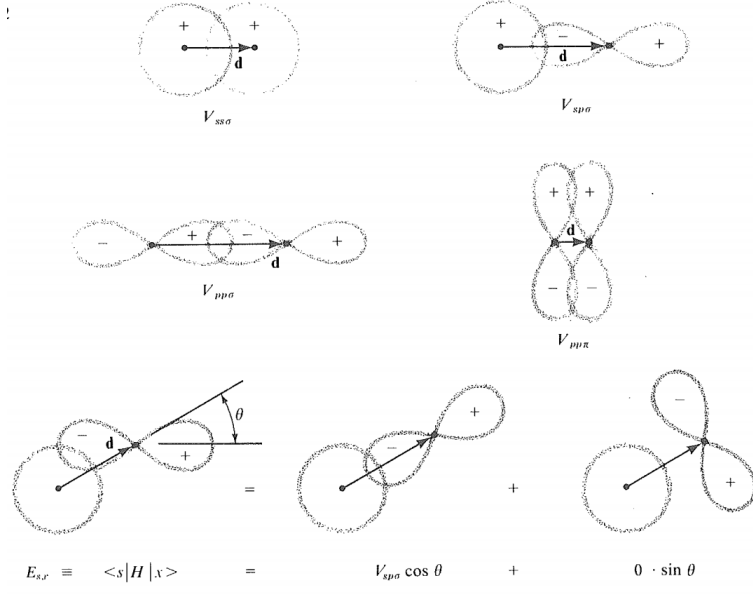 + +
d
V_{ssσ}
+ − +
d
V_{spσ}
− + − +
d
V_{ppσ}
+ +
d
− −
V_{ppπ}
− d + θ
=
− +
+
− +
E_{s,x} ≡ <s|H|x> = V_{spσ} cos θ + 0 · sin θ